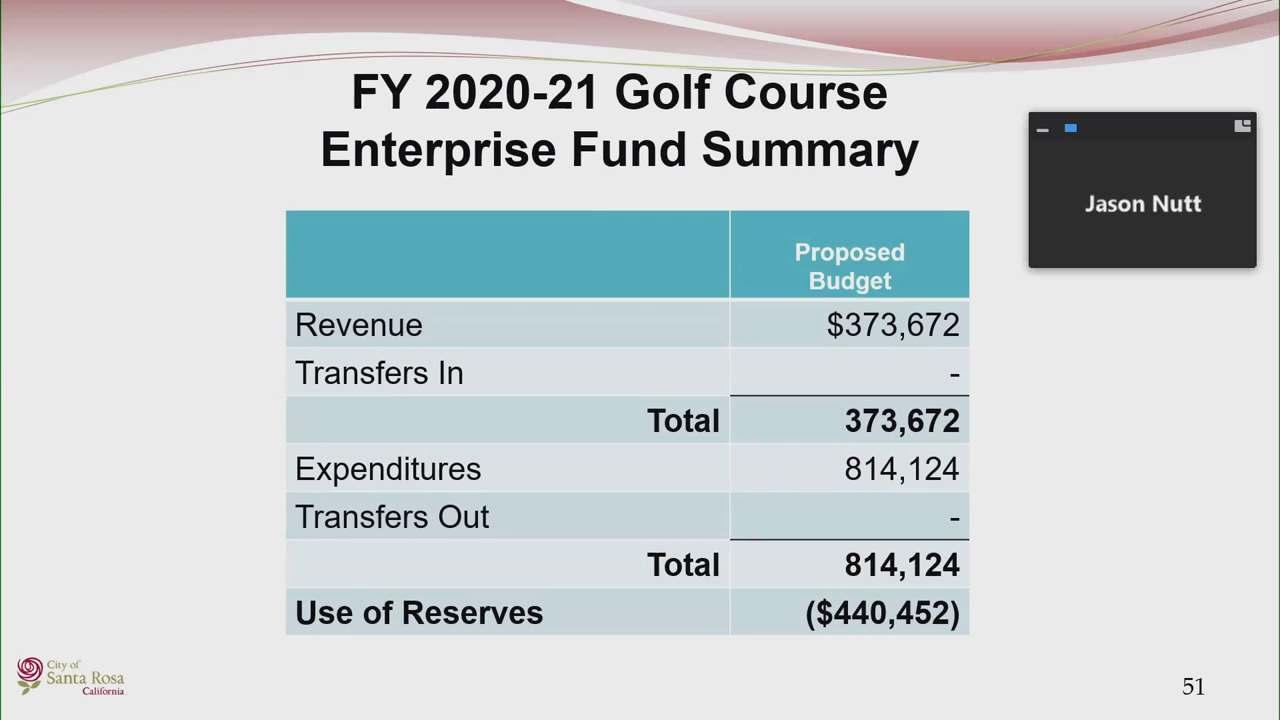 FY 2020-21 Golf Course
Enterprise Fund Summary
Jason Nutt
Proposed
Budget
Revenue $373,672
Transfers In -
Total 373,672
Expenditures 814,124
Transfers Out -
Total 814,124
Use of Reserves ($440,452)
City of
Santa Rosa
California
51